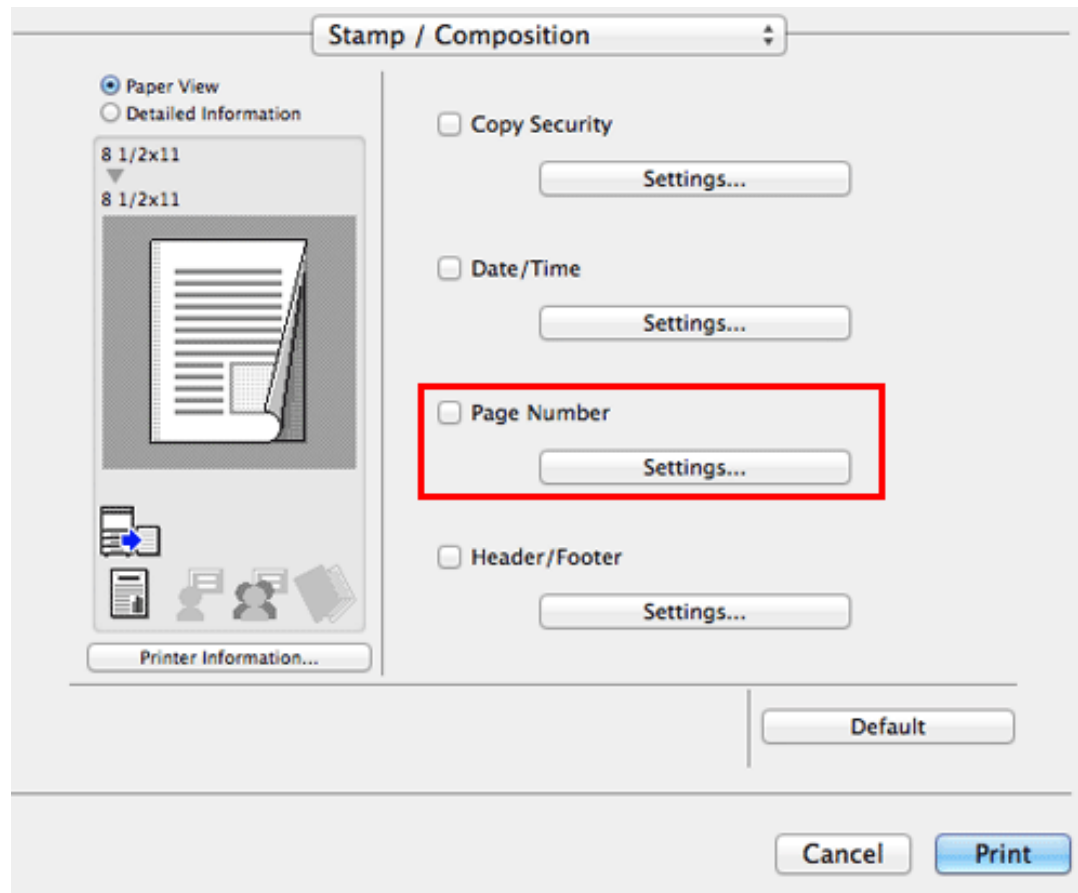 Stamp / Composition
Paper View
Detailed Information
8 1/2x11
8 1/2x11
Printer Information...
Copy Security
Settings...
Date/Time
Settings...
Page Number
Settings...
Header/Footer
Settings...
Default
Cancel
Print